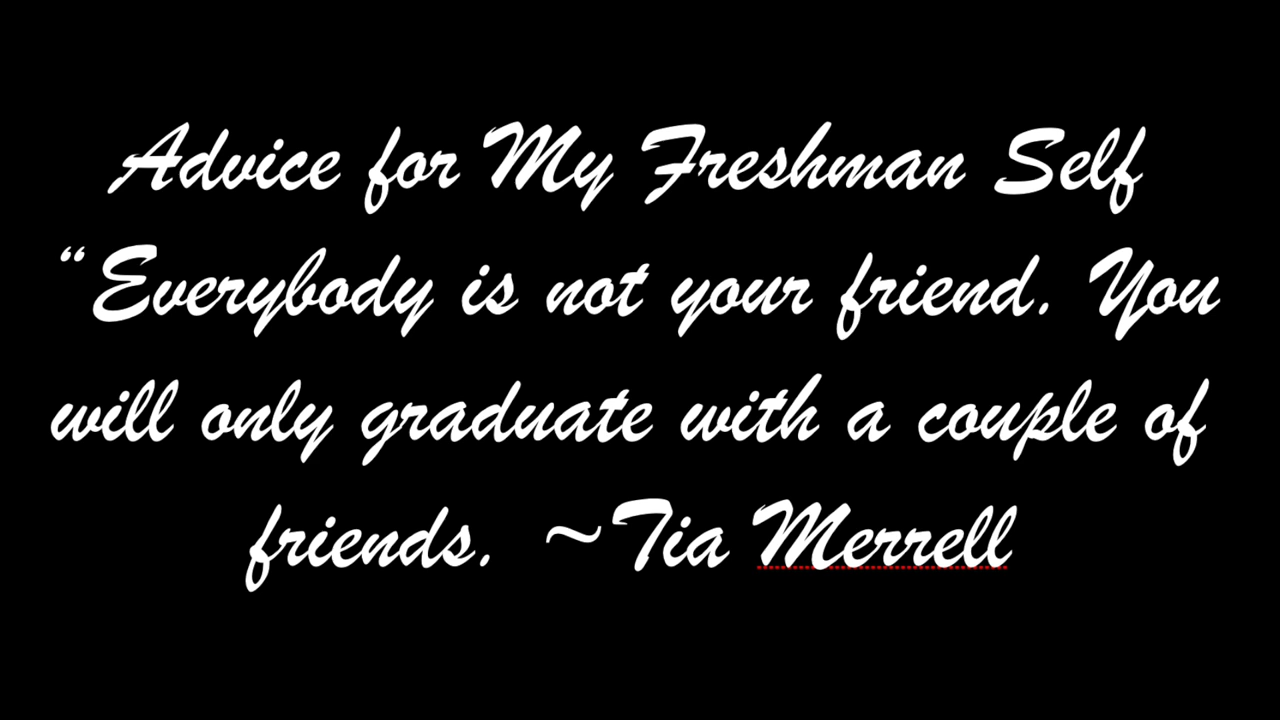 Advice for My Freshman Self
“Everybody is not your friend. You
will only graduate with a couple of
friends. ~Tia Merrell